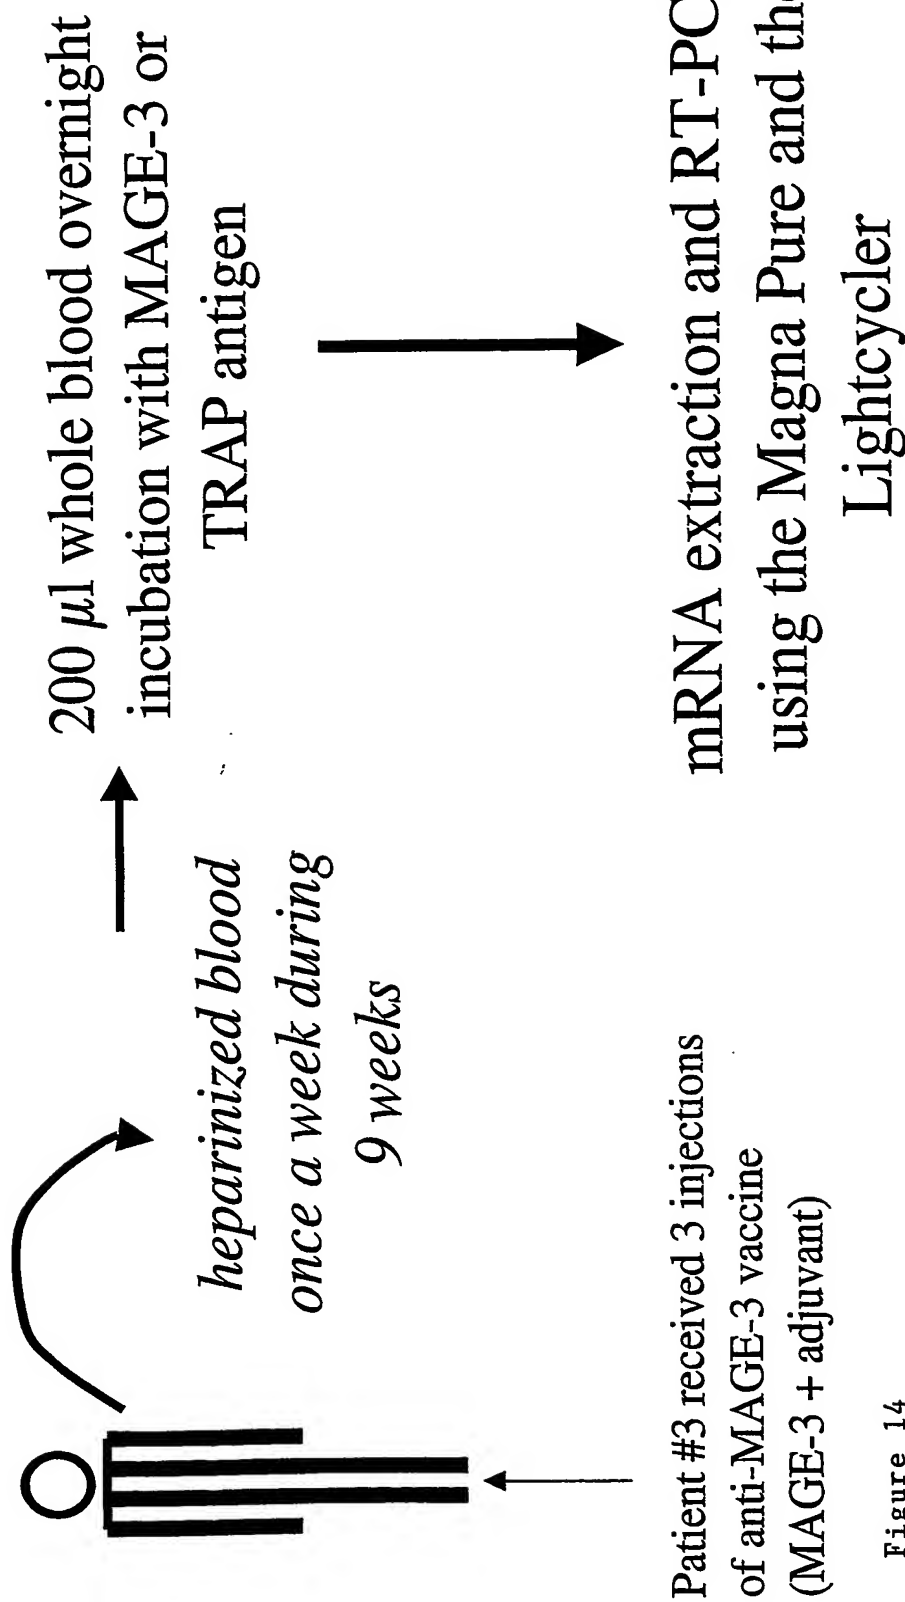 200 µl whole blood overnight
incubation with MAGE-3 or
TRAP antigen
heparinized blood
once a week during
9 weeks
Patient #3 received 3 injections
of anti-MAGE-3 vaccine
(MAGE-3 + adjuvant)
mRNA extraction and RT-PC
using the Magna Pure and the
Lightcycler
Figure 14